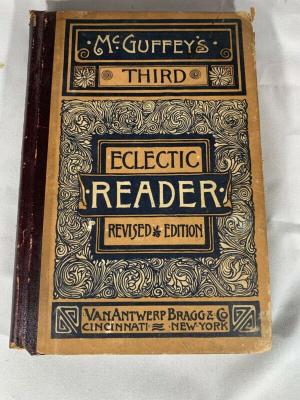 McGUFFEY'S
THIRD
ECLECTIC
READER
REVISED EDITION
VAN ANTWERP BRAGG & CO
CINCINNATI NEW YORK